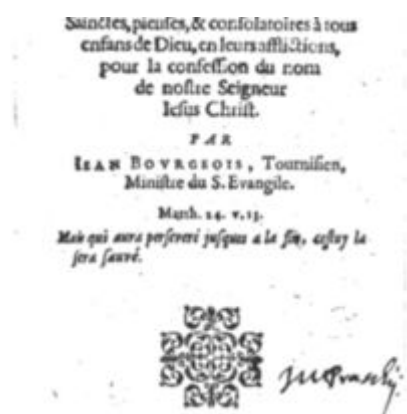 Sainctes, pieuſes, & conſolatoires à tous
enfans de Dieu, en leurs afflictions,
pour la confeſſion du nom
de noſtre Seigneur
Ieſus Chriſt.
PAR
IEAN BOVRGEOIS, Tourniſien,
Miniſtre du S. Evangile.
Matth. 24. v. 13.
Mais qui aura perſeveré juſques a la fin, ceſtuy la
ſera ſauvé.